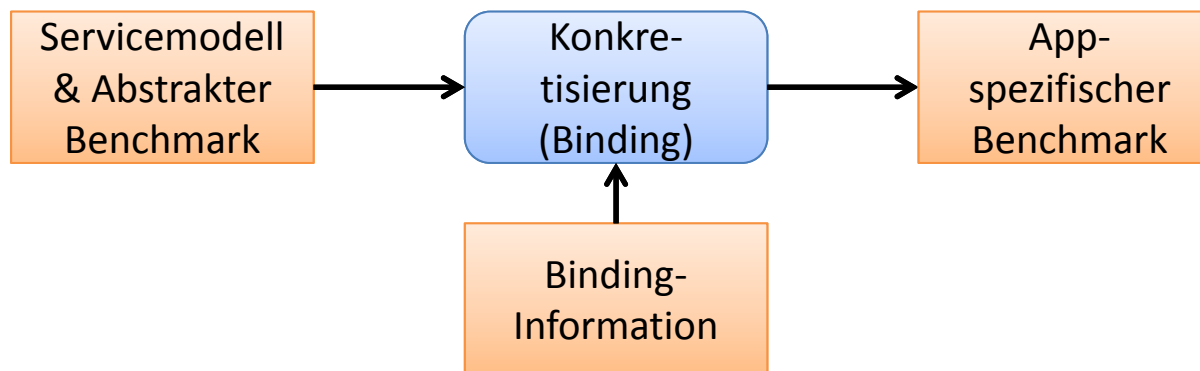 Servicemodell
& Abstrakter
Benchmark
Konkre-
tisierung
(Binding)
App-
spezifischer
Benchmark
Binding-
Information